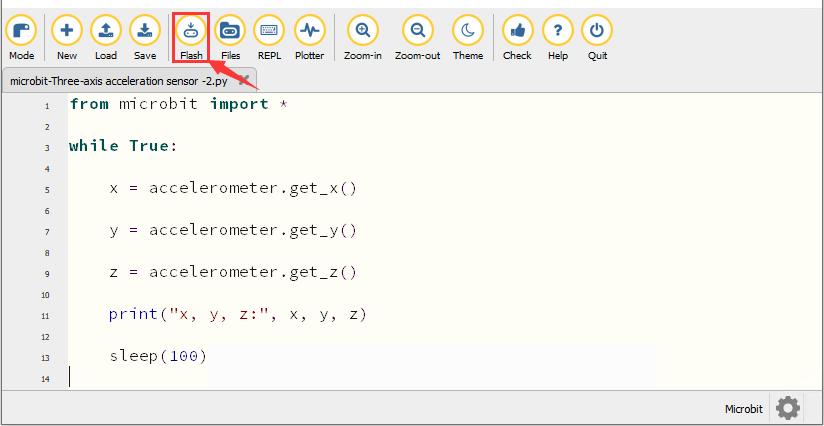 Mode New Load Save Flash Files REPL Plotter Zoom-in Zoom-out Theme Check Help Quit
microbit-Three-axis acceleration sensor -2.py
1 from microbit import *
2
3 while True:
4
5 x = accelerometer.get_x()
6
7 y = accelerometer.get_y()
8
9 z = accelerometer.get_z()
10
11 print("x, y, z:", x, y, z)
12
13 sleep(100)
14
Microbit